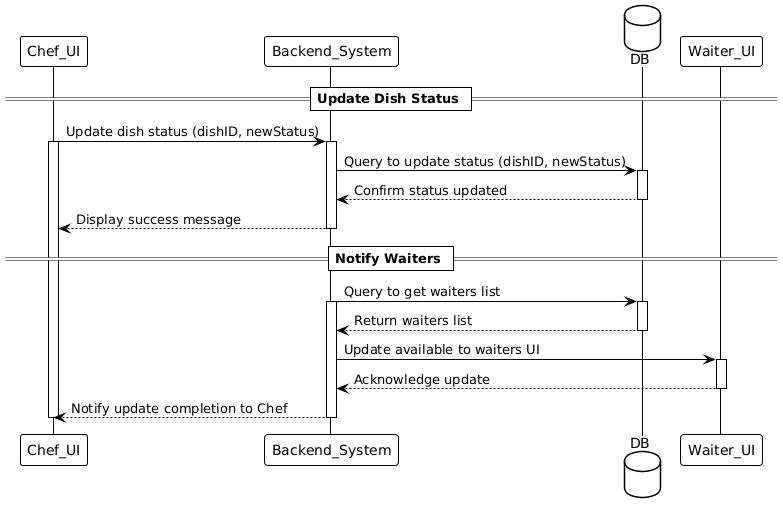 Chef_UI
Backend_System
DB
Waiter_UI
Update Dish Status
Update dish status (dishID, newStatus)
Query to update status (dishID, newStatus)
Confirm status updated
Display success message
Notify Waiters
Query to get waiters list
Return waiters list
Update available to waiters UI
Acknowledge update
Notify update completion to Chef
Chef_UI
Backend_System
DB
Waiter_UI